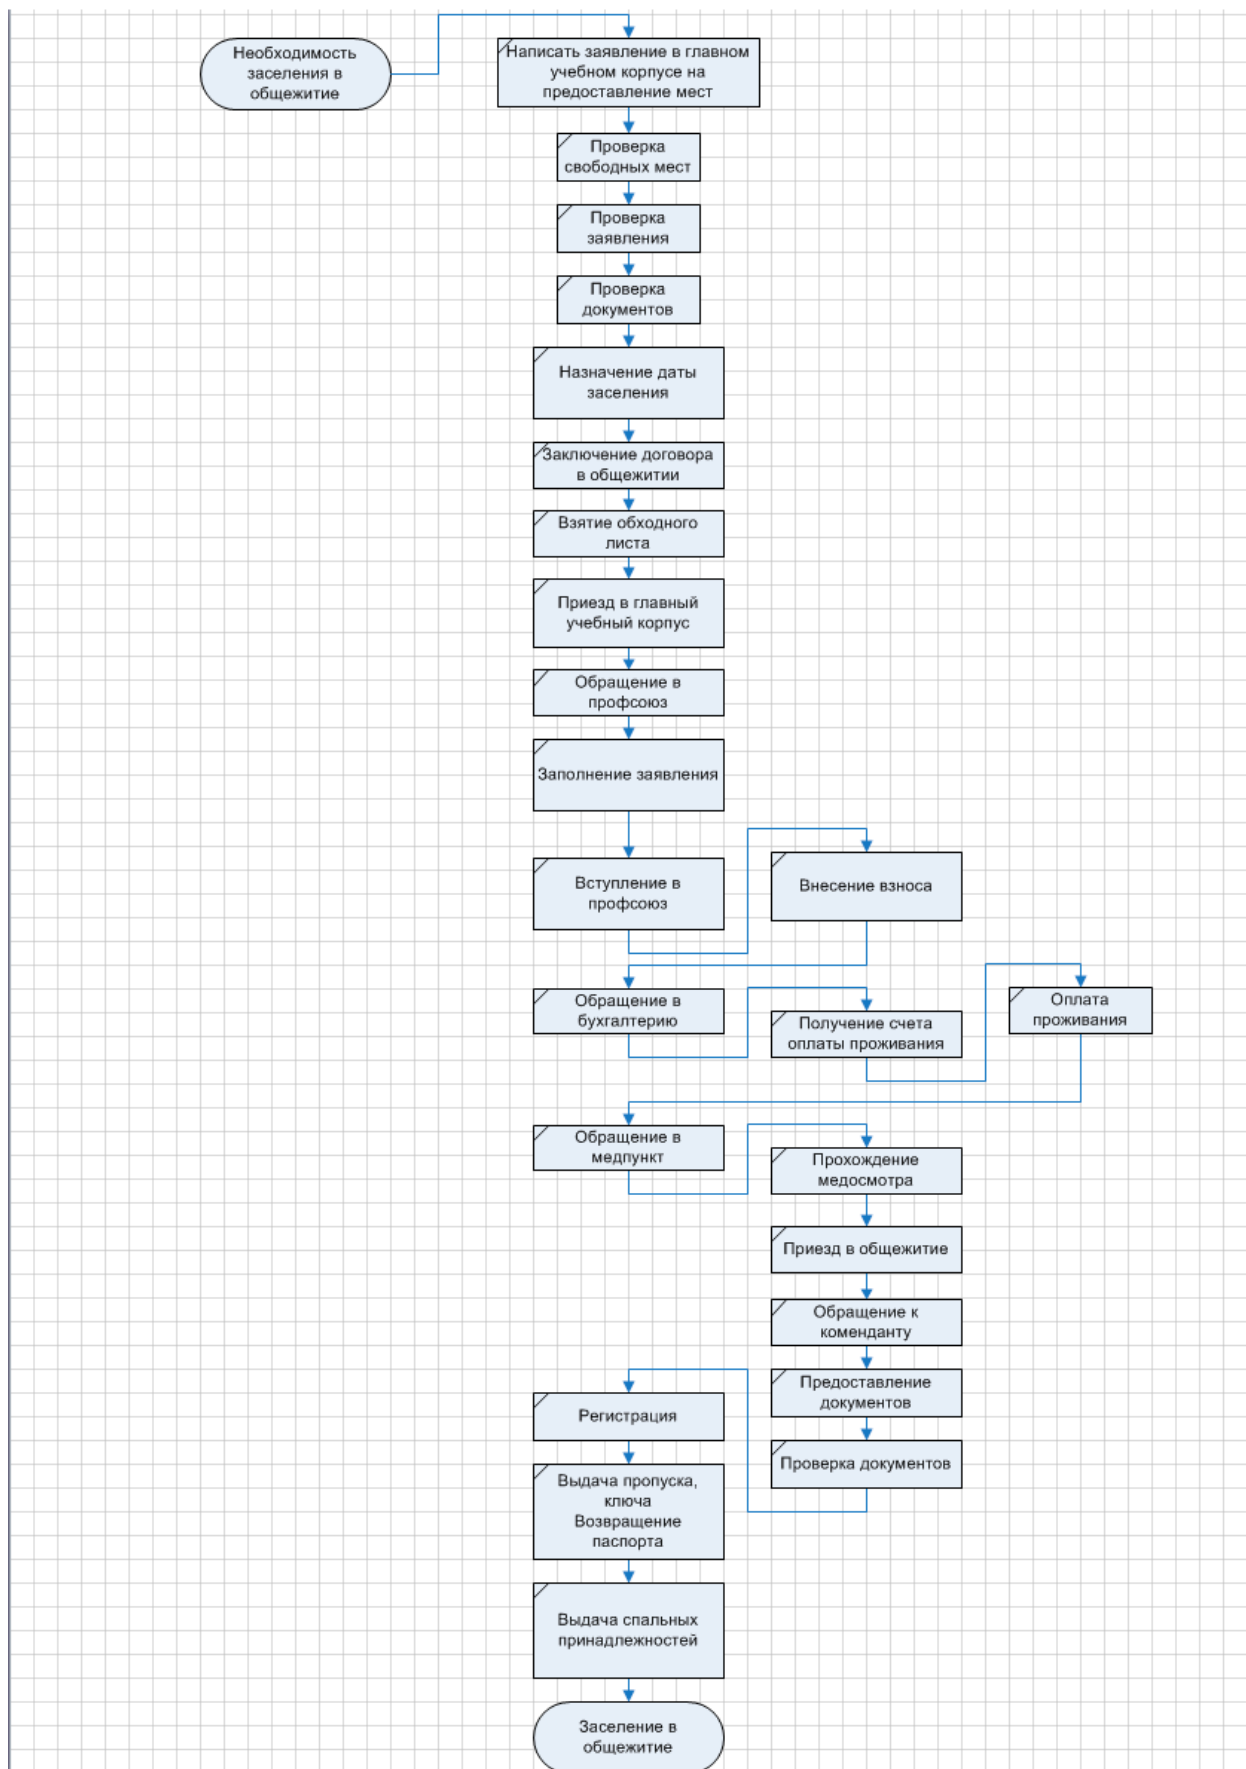 Необходимость
заселения в
общежитие
Написать заявление в главном
учебном корпусе на
предоставление мест
Проверка
свободных мест
Проверка
заявления
Проверка
документов
Назначение даты
заселения
Заключение договора
в общежитии
Взятие обходного
листа
Приезд в главный
учебный корпус
Обращение в
профсоюз
Заполнение заявления
Вступление в
профсоюз
Внесение взноса
Обращение в
бухгалтерию
Получение счета
оплаты проживания
Оплата
проживания
Обращение в
медпункт
Прохождение
медосмотра
Приезд в общежитие
Обращение к
коменданту
Предоставление
документов
Проверка документов
Регистрация
Выдача пропуска,
ключа
Возвращение
паспорта
Выдача спальных
принадлежностей
Заселение в
общежитие